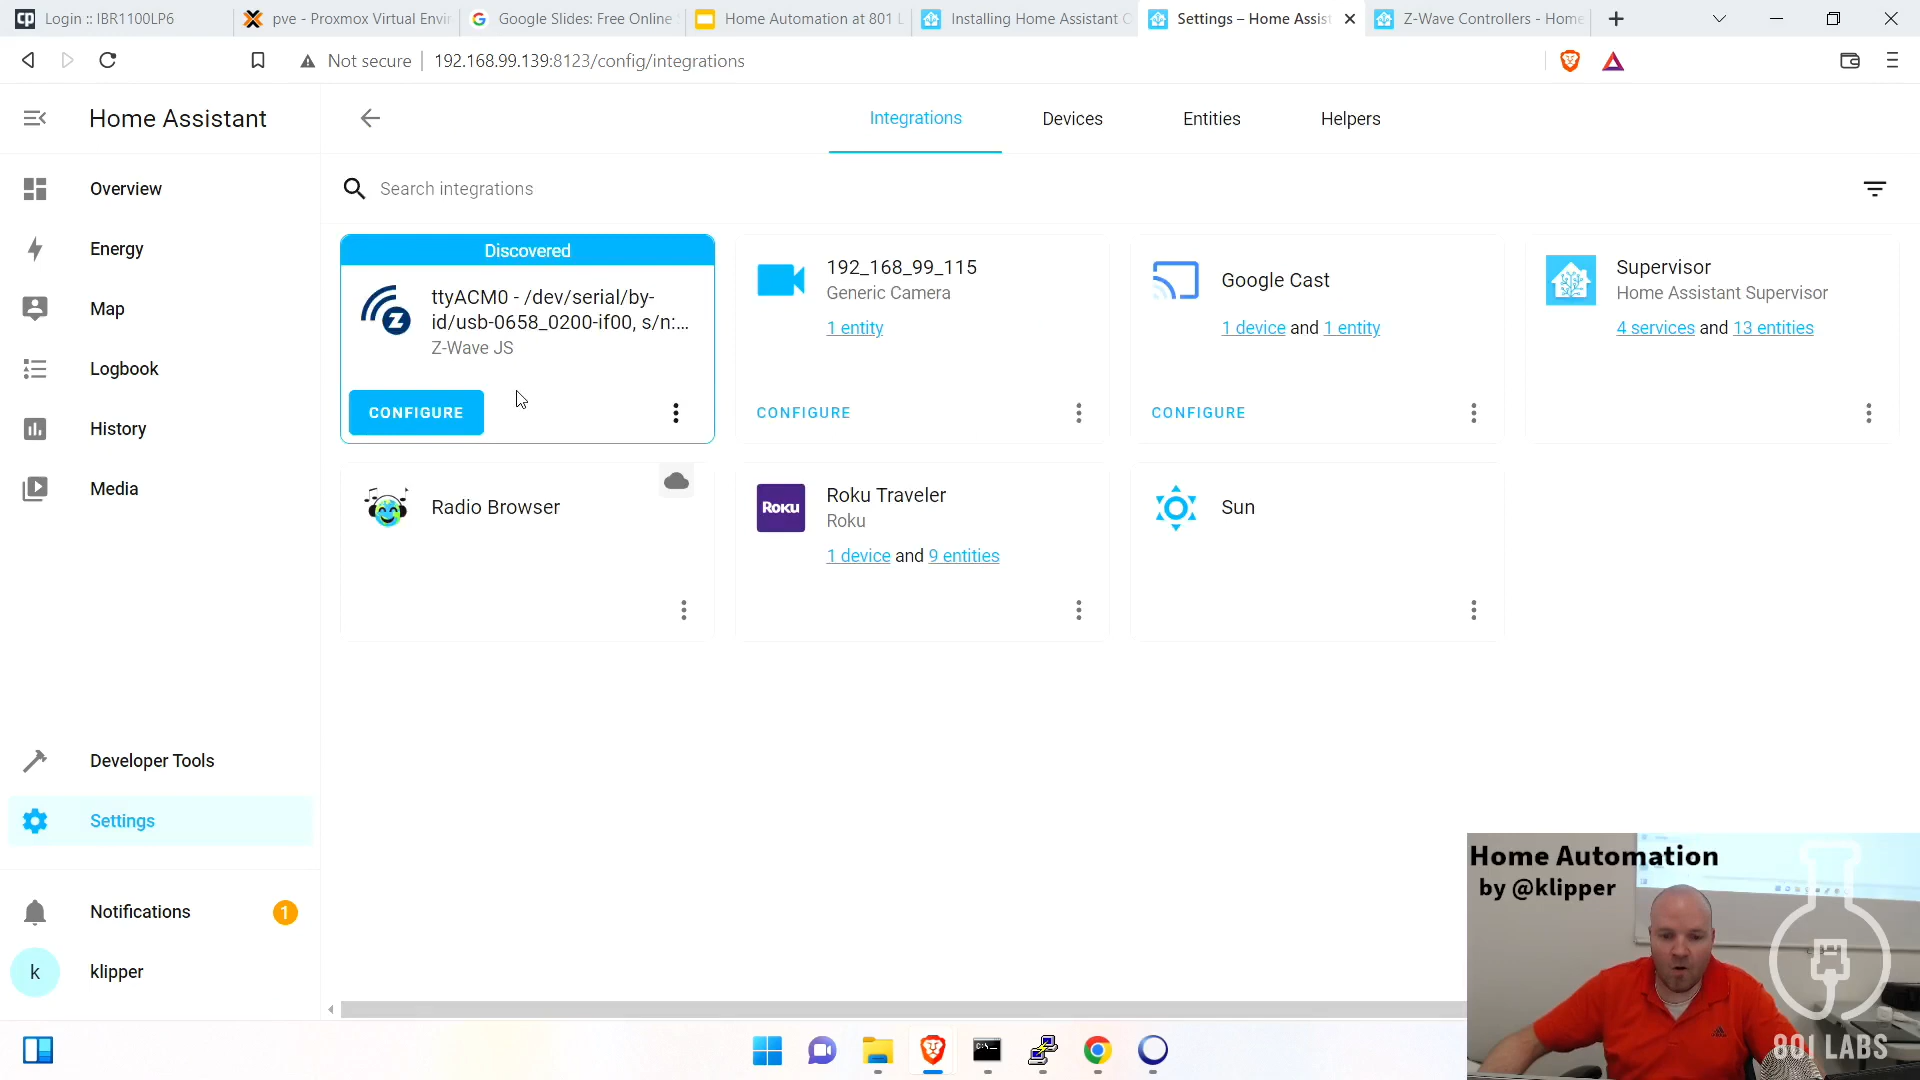 Login :: IBR1100LP6
pve - Proxmox Virtual Envir
Google Slides: Free Online
Home Automation at 801 L
Installing Home Assistant O
Settings – Home Assist
Z-Wave Controllers - Home
Not secure
192.168.99.139:8123/config/integrations
Home Assistant
Integrations
Devices
Entities
Helpers
Overview
Energy
Map
Logbook
History
Media
Developer Tools
Settings
Notifications
1
k
klipper
Search integrations
Discovered
ttyACM0 - /dev/serial/by-
id/usb-0658_0200-if00, s/n:...
Z-Wave JS
CONFIGURE
192_168_99_115
Generic Camera
1 entity
CONFIGURE
Google Cast
1 device and 1 entity
CONFIGURE
Supervisor
Home Assistant Supervisor
4 services and 13 entities
Radio Browser
Roku
Roku Traveler
Roku
1 device and 9 entities
Sun
Home Automation
by @klipper
801 LABS